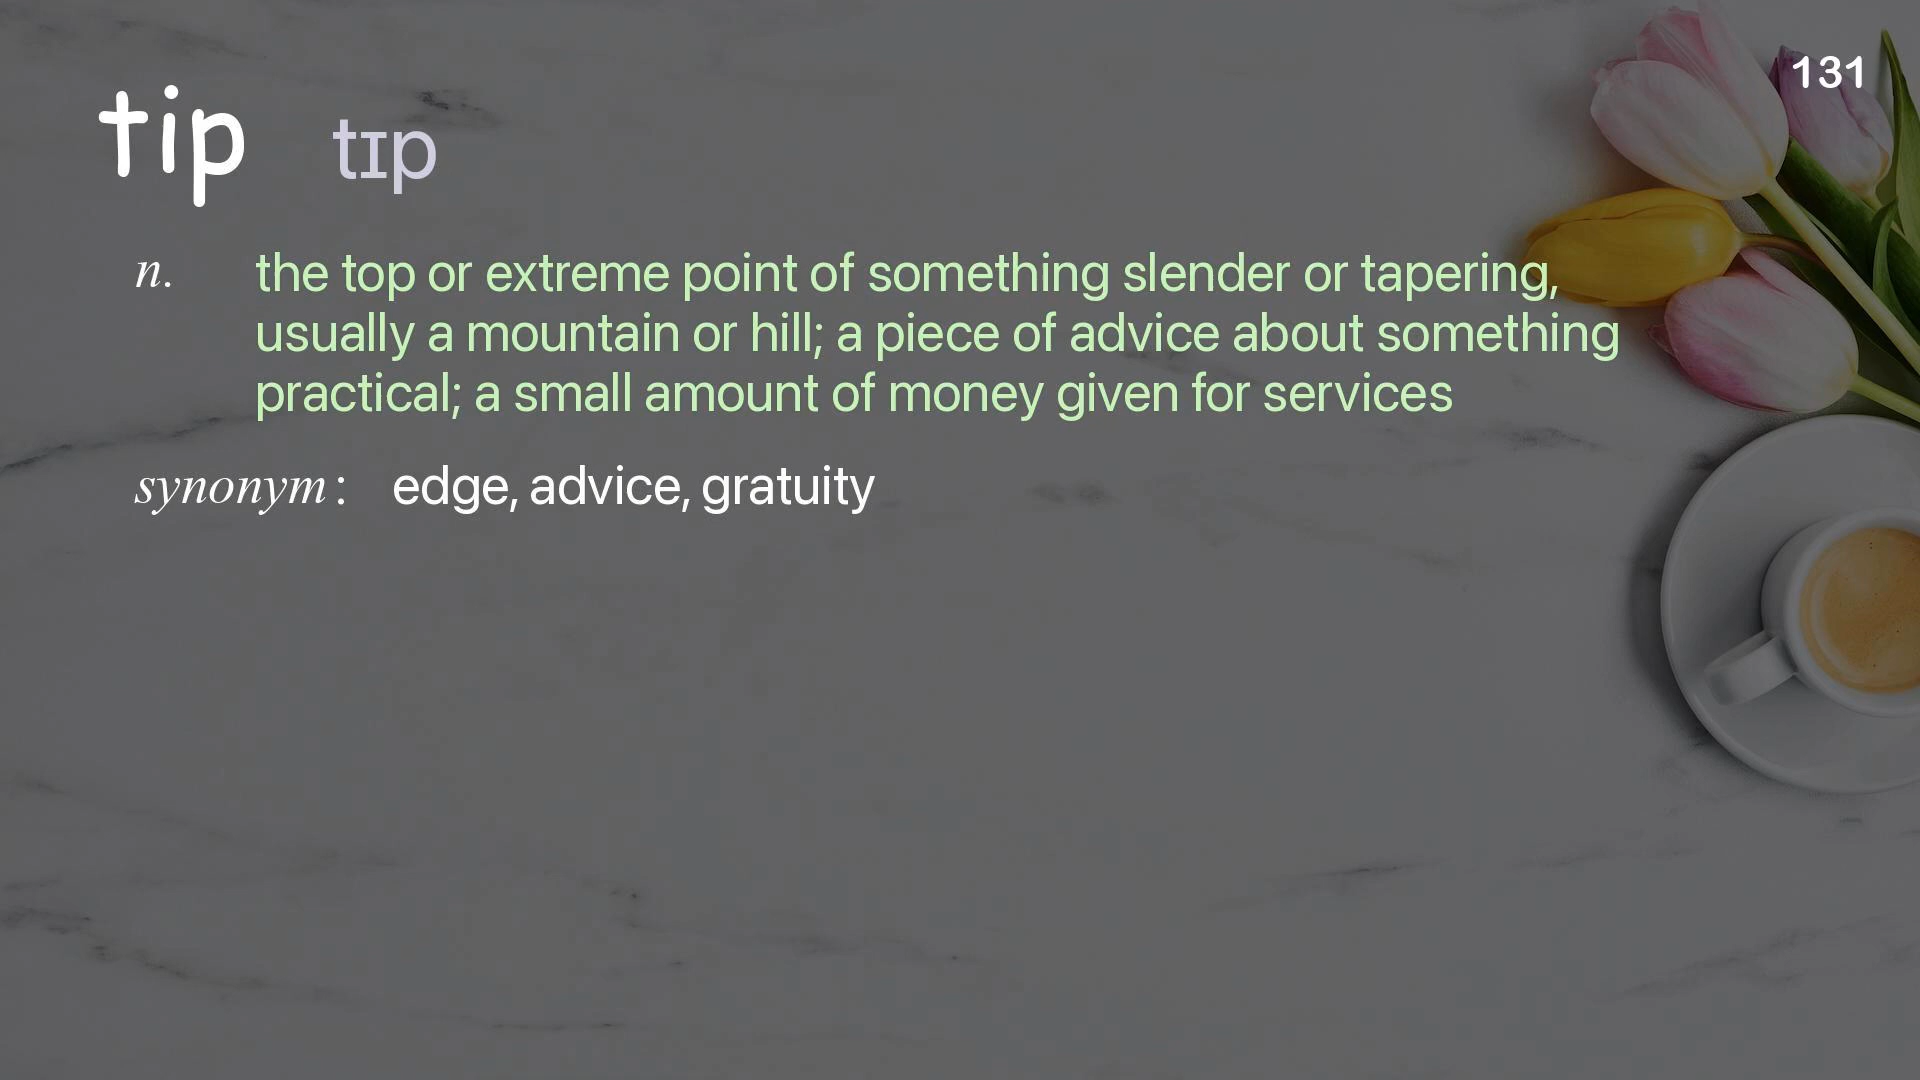 131
tip tɪp
n. the top or extreme point of something slender or tapering,
usually a mountain or hill; a piece of advice about something
practical; a small amount of money given for services
synonym : edge, advice, gratuity